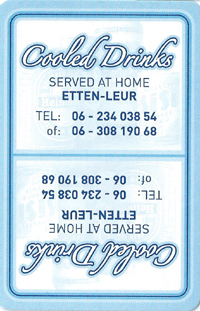 Cooled Drinks
SERVED AT HOME
ETTEN-LEUR
TEL: 06 - 234 038 54
of: 06 - 308 190 68
Cooled Drinks
SERVED AT HOME
ETTEN-LEUR
TEL: 06 - 234 038 54
of: 06 - 308 190 68